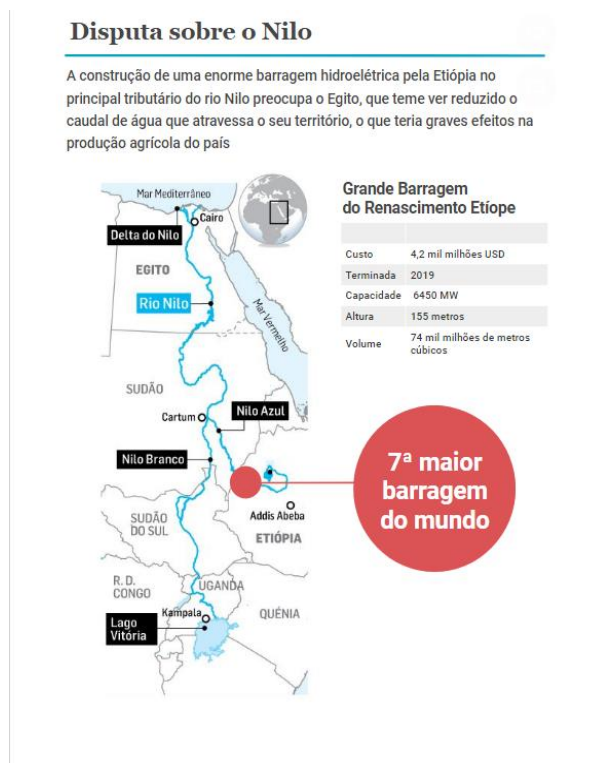 Disputa sobre o Nilo
A construção de uma enorme barragem hidroelétrica pela Etiópia no
principal tributário do rio Nilo preocupa o Egito, que teme ver reduzido o
caudal de água que atravessa o seu território, o que teria graves efeitos na
produção agrícola do país
Mar Mediterrâneo
Cairo
Delta do Nilo
EGITO
Rio Nilo
Mar Vermelho
SUDÃO
Cartum
Nilo Azul
Nilo Branco
Addis Abeba
SUDÃO
DO SUL
ETIÓPIA
R. D.
CONGO
UGANDA
Kampala
QUÉNIA
Lago
Vitória
Grande Barragem
do Renascimento Etíope
Custo 4,2 mil milhões USD
Terminada 2019
Capacidade 6450 MW
Altura 155 metros
Volume 74 mil milhões de metros
cúbicos
7ª maior
barragem
do mundo